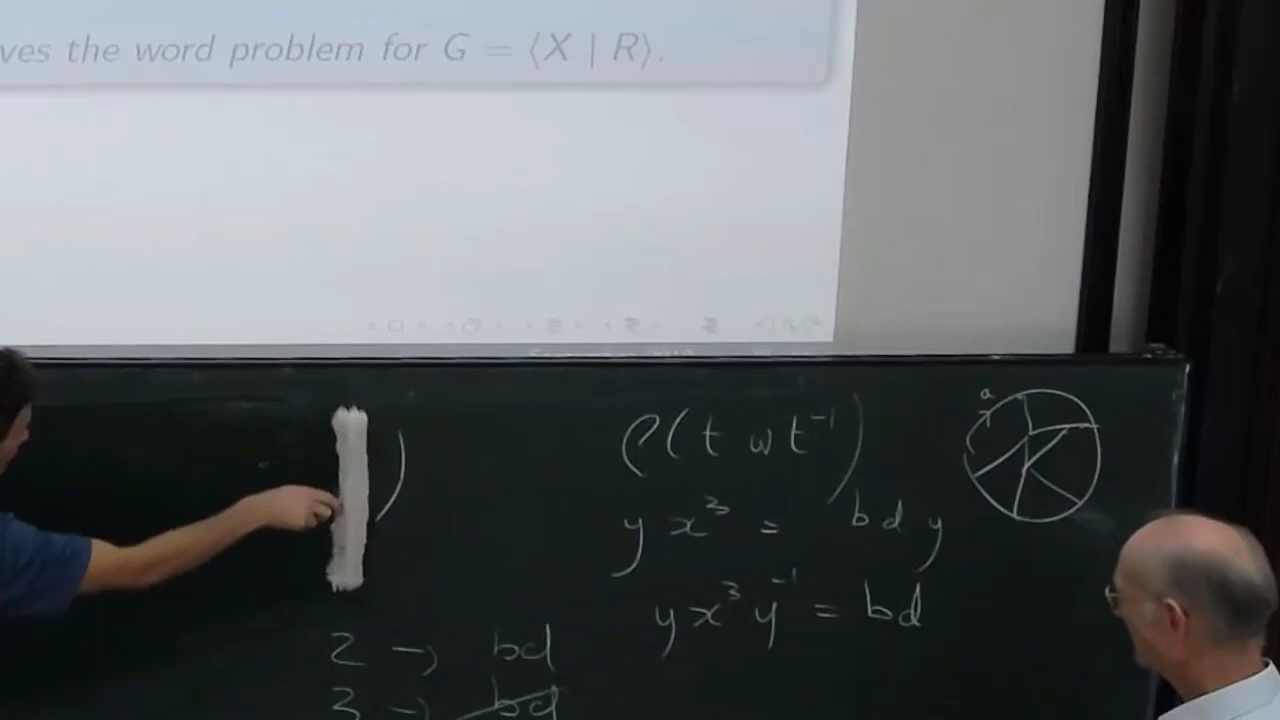 ves the word problem for G = ⟨X | R⟩.
)
ρ(t w t⁻¹)
y x³ = b d y
y x³ y⁻¹ = bd
2 → bd
3 → b̶d̶
a